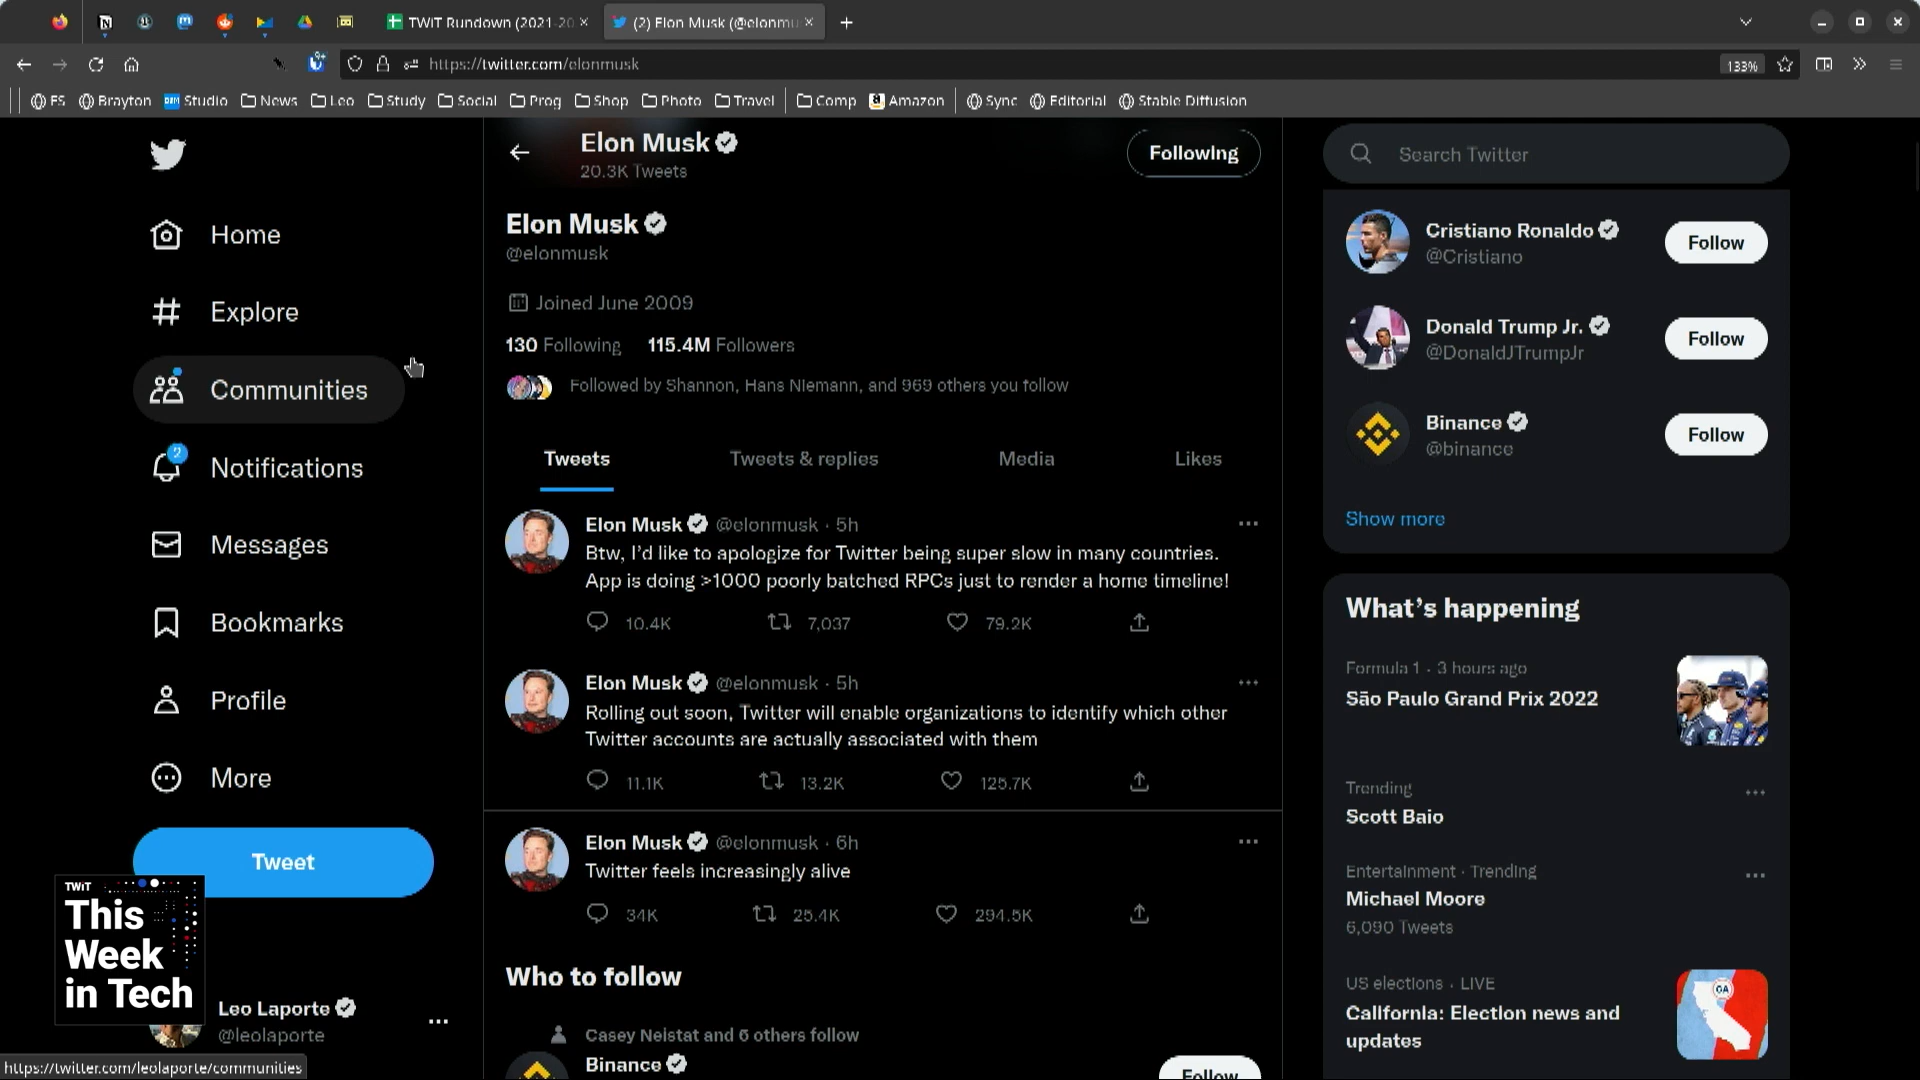 TWiT Rundown (2021-20
(2) Elon Musk (@elonmu
https://twitter.com/elonmusk
133%
FS
Brayton
Studio
News
Leo
Study
Social
Prog
Shop
Photo
Travel
Comp
Amazon
Sync
Editorial
Stable Diffusion
Home
Explore
Communities
2
Notifications
Messages
Bookmarks
Profile
More
Tweet
TWiT
This
Week
in Tech
Leo Laporte
@leolaporte
https://twitter.com/leolaporte/communities
Elon Musk
20.3K Tweets
Following
Elon Musk
@elonmusk
Joined June 2009
130 Following 115.4M Followers
Followed by Shannon, Hans Niemann, and 969 others you follow
Tweets
Tweets & replies
Media
Likes
Elon Musk @elonmusk · 5h
Btw, I’d like to apologize for Twitter being super slow in many countries.
App is doing >1000 poorly batched RPCs just to render a home timeline!
10.4K 7,037 79.2K
Elon Musk @elonmusk · 5h
Rolling out soon, Twitter will enable organizations to identify which other
Twitter accounts are actually associated with them
11.1K 13.2K 125.7K
Elon Musk @elonmusk · 6h
Twitter feels increasingly alive
34K 25.4K 294.5K
Who to follow
Casey Neistat and 6 others follow
Binance
Follow
Search Twitter
Cristiano Ronaldo
@Cristiano
Follow
Donald Trump Jr.
@DonaldJTrumpJr
Follow
Binance
@binance
Follow
Show more
What’s happening
Formula 1 · 3 hours ago
São Paulo Grand Prix 2022
Trending
Scott Baio
Entertainment · Trending
Michael Moore
6,090 Tweets
US elections · LIVE
California: Election news and
updates
CA